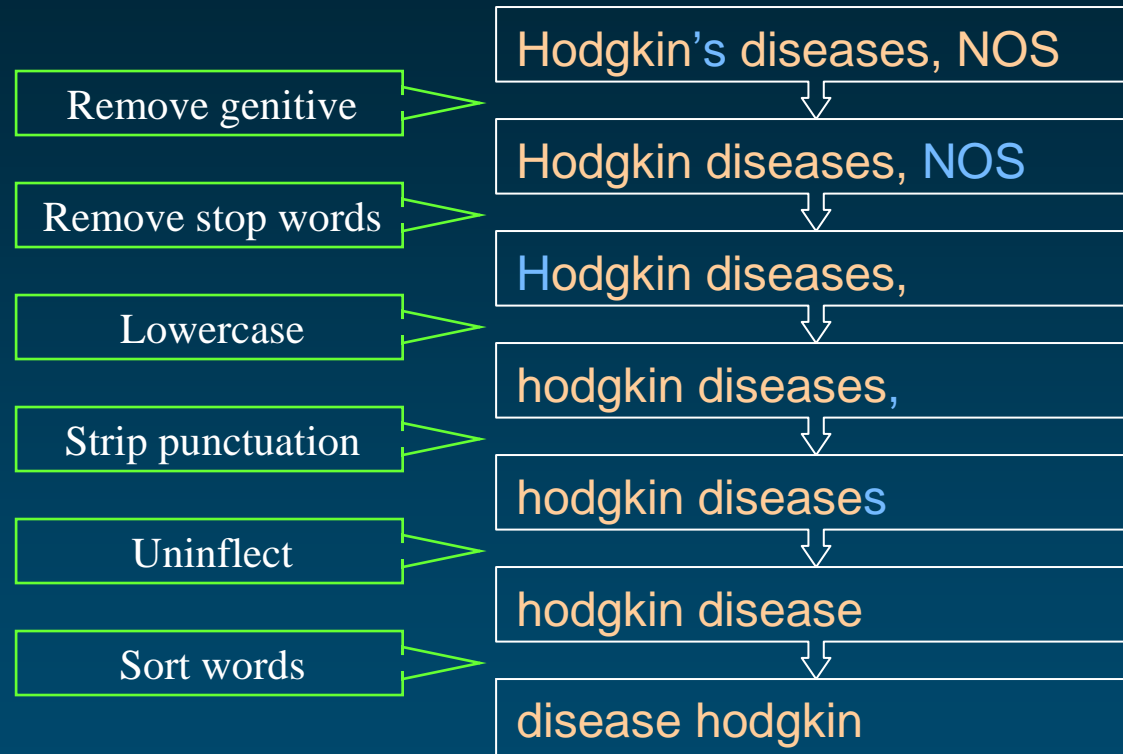 Hodgkin’s diseases, NOS
Remove genitive
Hodgkin diseases, NOS
Remove stop words
Hodgkin diseases,
Lowercase
hodgkin diseases,
Strip punctuation
hodgkin diseases
Uninflect
hodgkin disease
Sort words
disease hodgkin